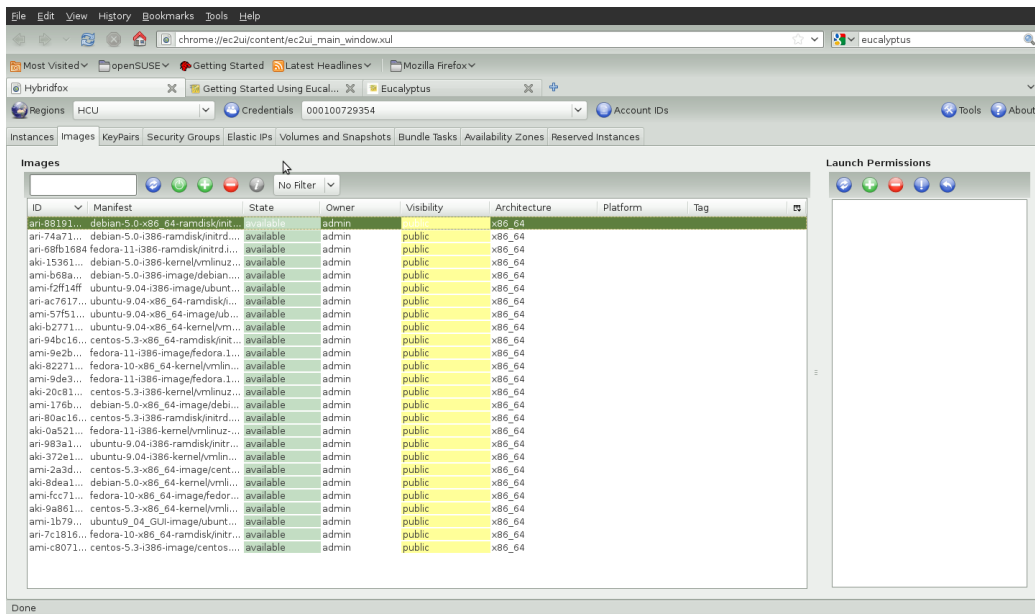 File Edit View History Bookmarks Tools Help
chrome://ec2ui/content/ec2ui_main_window.xul eucalyptus
Most Visited openSUSE Getting Started Latest Headlines Mozilla Firefox
Hybridfox Getting Started Using Eucal... Eucalyptus
Regions HCU Credentials 000100729354 Account IDs Tools About
Instances Images KeyPairs Security Groups Elastic IPs Volumes and Snapshots Bundle Tasks Availability Zones Reserved Instances
Images Launch Permissions
No Filter
ID Manifest State Owner Visibility Architecture Platform Tag
ari-88191... debian-5.0-x86_64-ramdisk/init... available admin public x86_64
ari-74a71... debian-5.0-i386-ramdisk/initrd.... available admin public x86_64
ari-68fb1684 fedora-11-i386-ramdisk/initrd.i... available admin public x86_64
aki-15361... debian-5.0-i386-kernel/vmlinuz... available admin public x86_64
ami-b68a... debian-5.0-i386-image/debian.... available admin public x86_64
ami-f2ff14ff ubuntu-9.04-i386-image/ubunt... available admin public x86_64
ari-ac7617... ubuntu-9.04-x86_64-ramdisk/i... available admin public x86_64
ami-57f51... ubuntu-9.04-x86_64-image/ub... available admin public x86_64
aki-b2771... ubuntu-9.04-x86_64-kernel/vm... available admin public x86_64
ari-94bc16... centos-5.3-x86_64-ramdisk/init... available admin public x86_64
ami-9e2b... fedora-11-i386-image/fedora.1... available admin public x86_64
aki-82271... fedora-10-x86_64-kernel/vmlin... available admin public x86_64
ami-9de3... fedora-11-i386-image/fedora.1... available admin public x86_64
aki-20c81... centos-5.3-i386-kernel/vmlinuz... available admin public x86_64
ami-176b... debian-5.0-x86_64-image/debi... available admin public x86_64
ari-80ac16... centos-5.3-i386-ramdisk/initrd.... available admin public x86_64
aki-0a521... fedora-11-i386-kernel/vmlinuz-... available admin public x86_64
ari-983a1... ubuntu-9.04-i386-ramdisk/initr... available admin public x86_64
aki-372e1... ubuntu-9.04-i386-kernel/vmlin... available admin public x86_64
ami-2a3d... centos-5.3-x86_64-image/cent... available admin public x86_64
aki-8dea1... debian-5.0-x86_64-kernel/vmli... available admin public x86_64
ami-fcc71... fedora-10-x86_64-image/fedor... available admin public x86_64
aki-9a861... centos-5.3-x86_64-kernel/vmli... available admin public x86_64
ami-1b79... ubuntu9_04_GUI-image/ubunt... available admin public x86_64
ari-7c1816... fedora-10-x86_64-ramdisk/initr... available admin public x86_64
ami-c8071... centos-5.3-i386-image/centos.... available admin public x86_64
Done